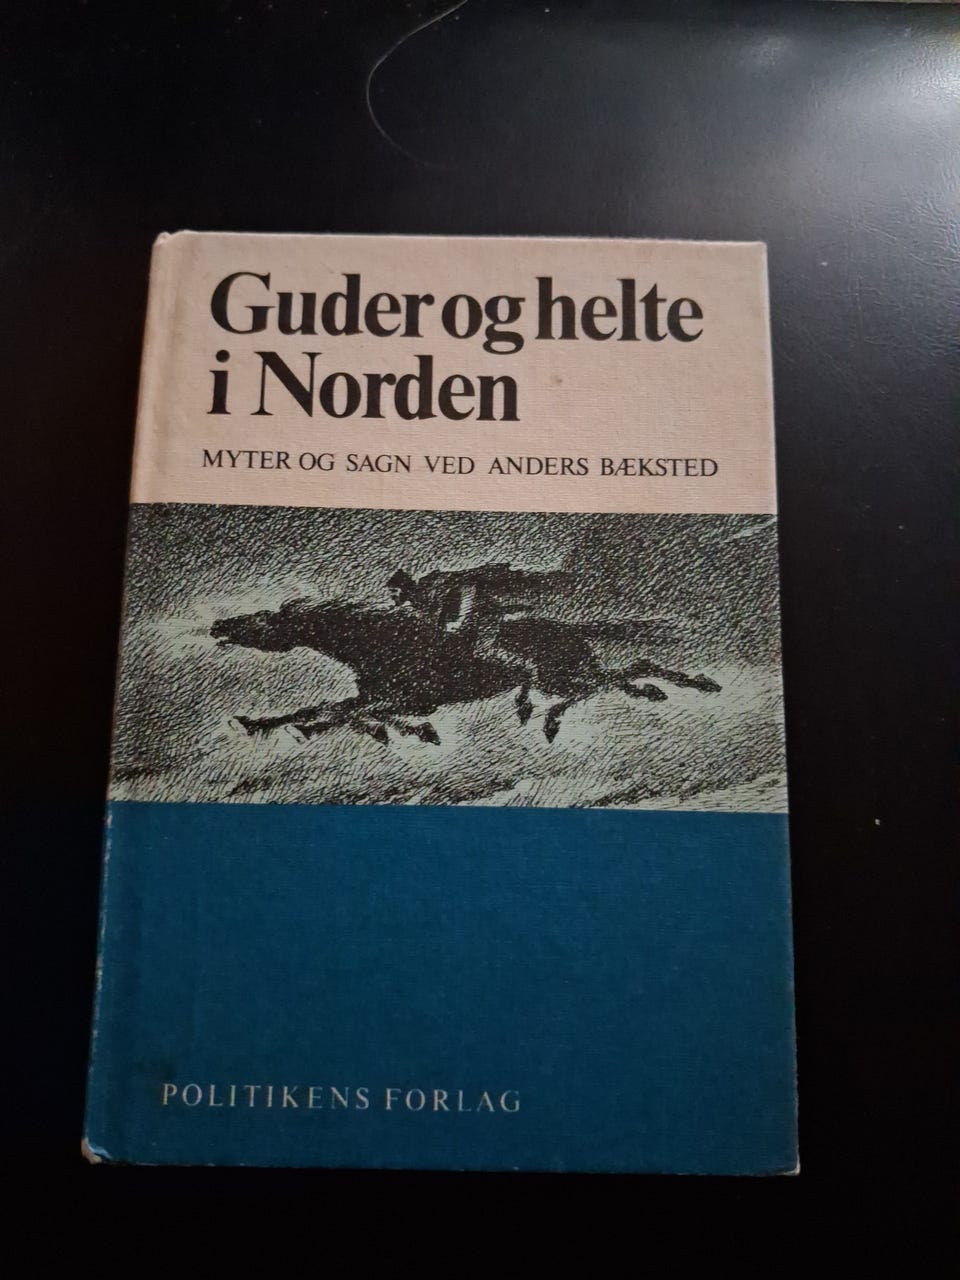 Guder og helte
i Norden
MYTER OG SAGN VED ANDERS BÆKSTED
POLITIKENS FORLAG